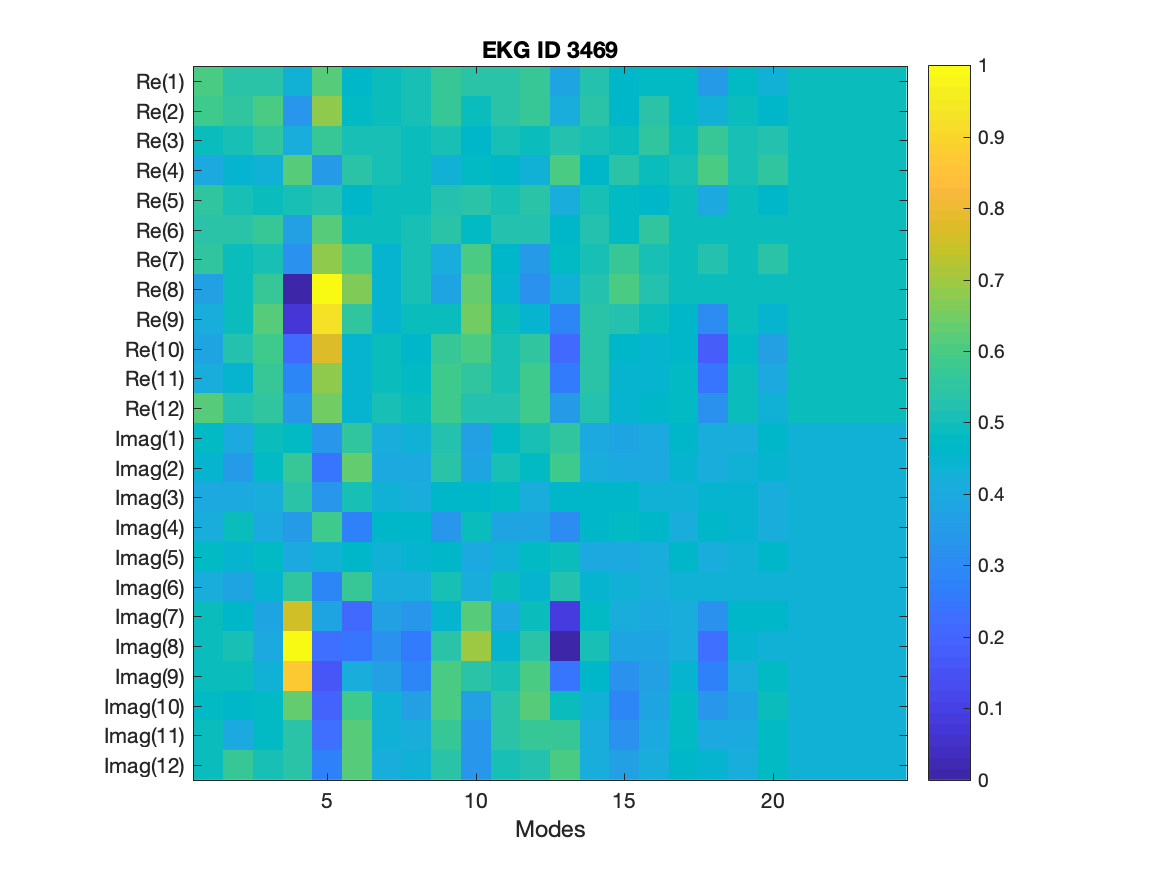 EKG ID 3469
Re(1)
Re(2)
Re(3)
Re(4)
Re(5)
Re(6)
Re(7)
Re(8)
Re(9)
Re(10)
Re(11)
Re(12)
Imag(1)
Imag(2)
Imag(3)
Imag(4)
Imag(5)
Imag(6)
Imag(7)
Imag(8)
Imag(9)
Imag(10)
Imag(11)
Imag(12)
5 10 15 20
Modes
1
0.9
0.8
0.7
0.6
0.5
0.4
0.3
0.2
0.1
0